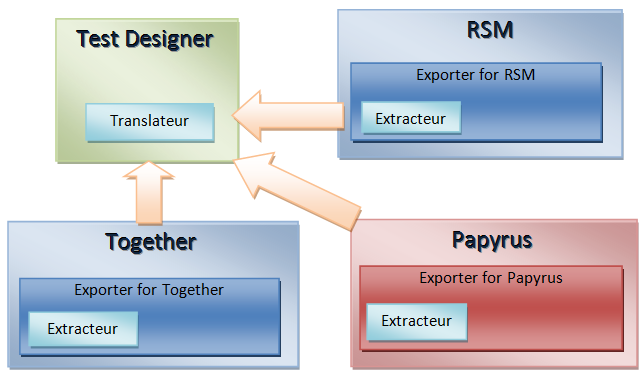 Test Designer
Translateur
RSM
Exporter for RSM
Extracteur
Together
Exporter for Together
Extracteur
Papyrus
Exporter for Papyrus
Extracteur